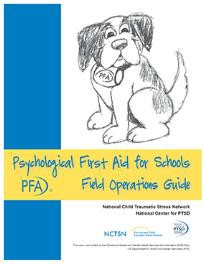 PFA
Psychological First Aid for Schools
PFA®
Field Operations Guide
National Child Traumatic Stress Network
National Center for PTSD
NCTSN
PTSD